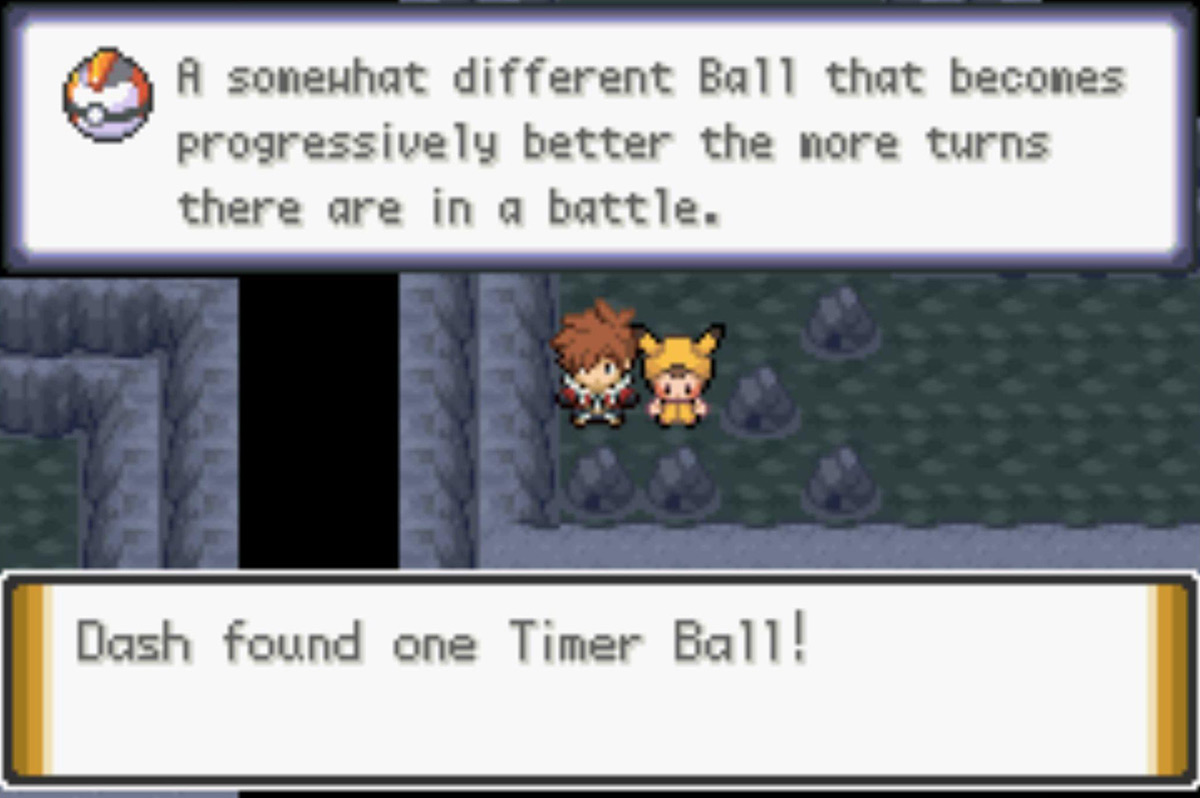 A somewhat different Ball that becomes
progressively better the more turns
there are in a battle.
Dash found one Timer Ball!